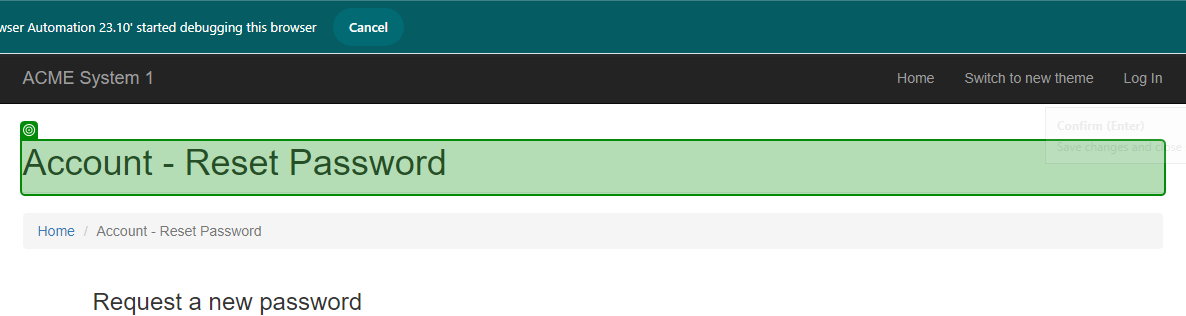 wser Automation 23.10' started debugging this browser Cancel
ACME System 1 Home Switch to new theme Log In
Confirm (Enter)
Save changes and close
Account - Reset Password
Home / Account - Reset Password
Request a new password